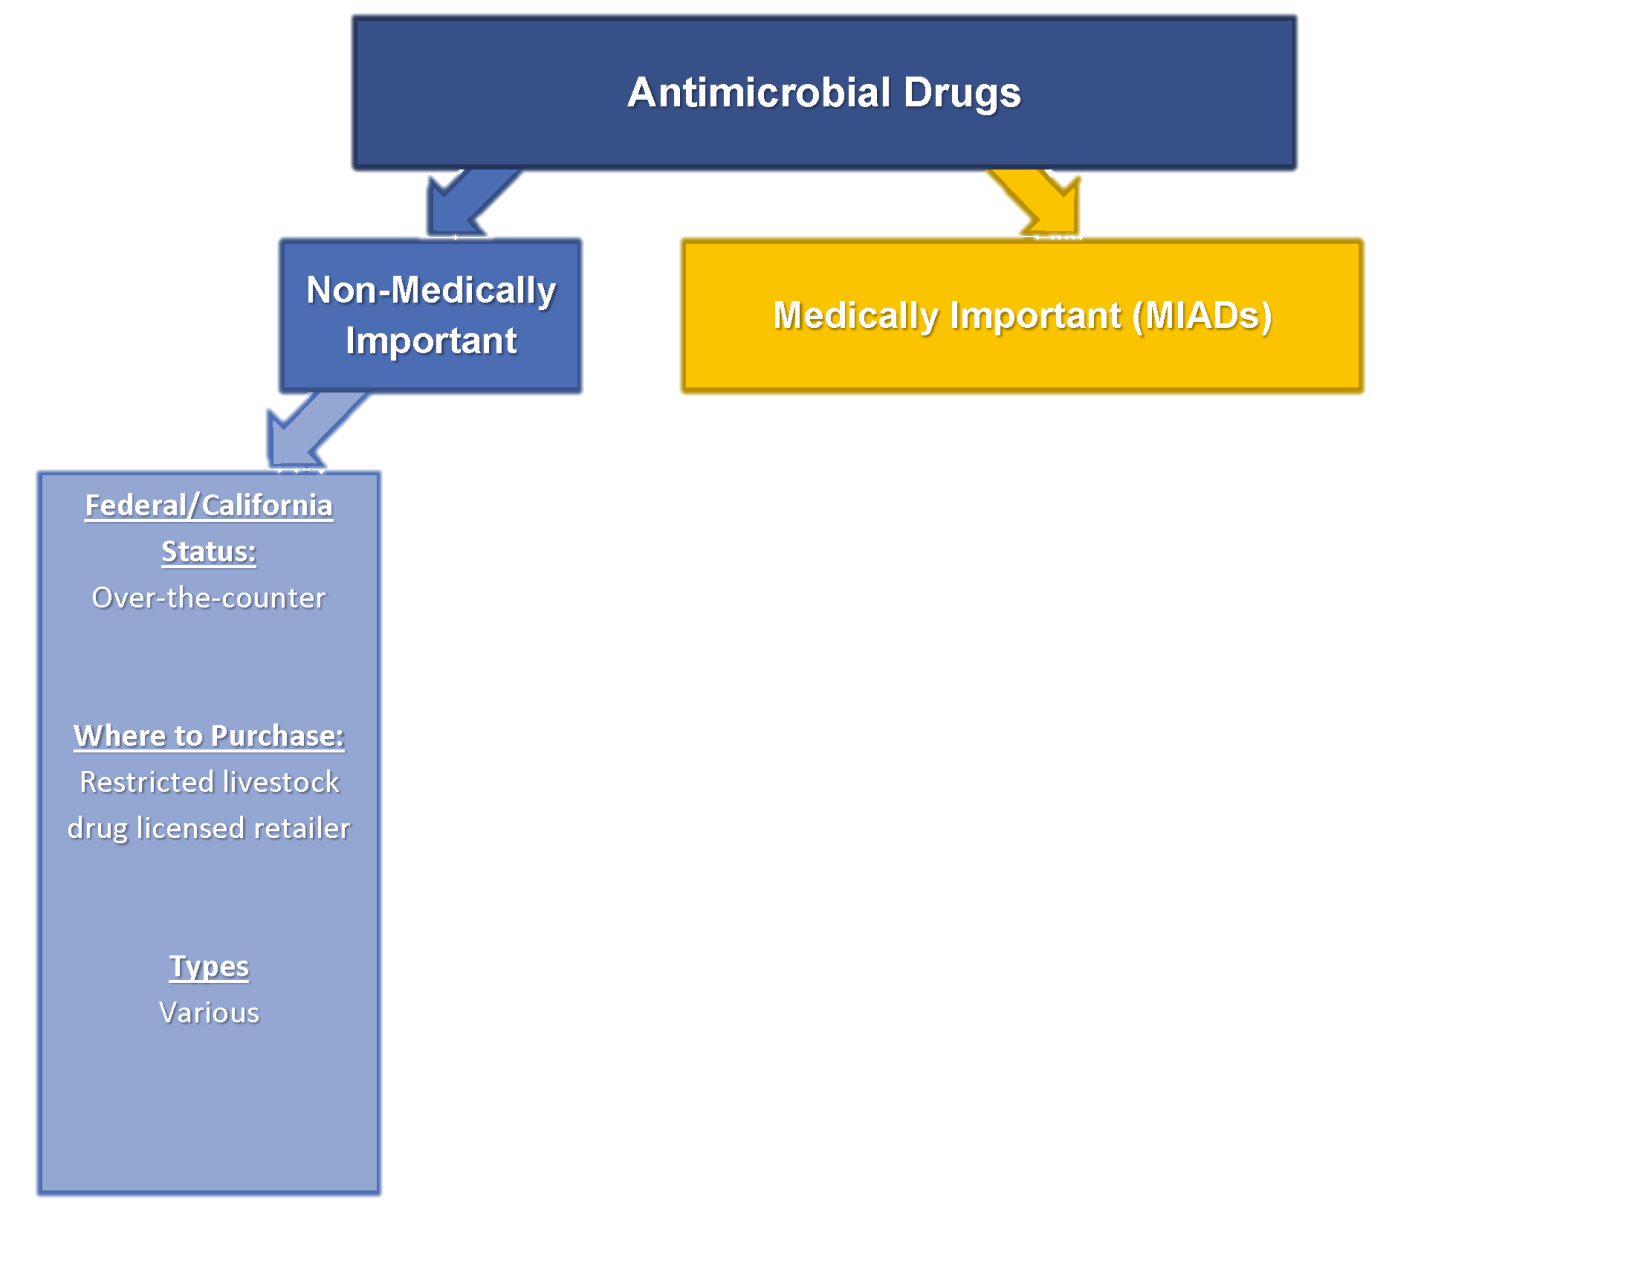 Antimicrobial Drugs
Non-Medically
Important
Medically Important (MIADs)
Federal/California
Status:
Over-the-counter
Where to Purchase:
Restricted livestock
drug licensed retailer
Types
Various